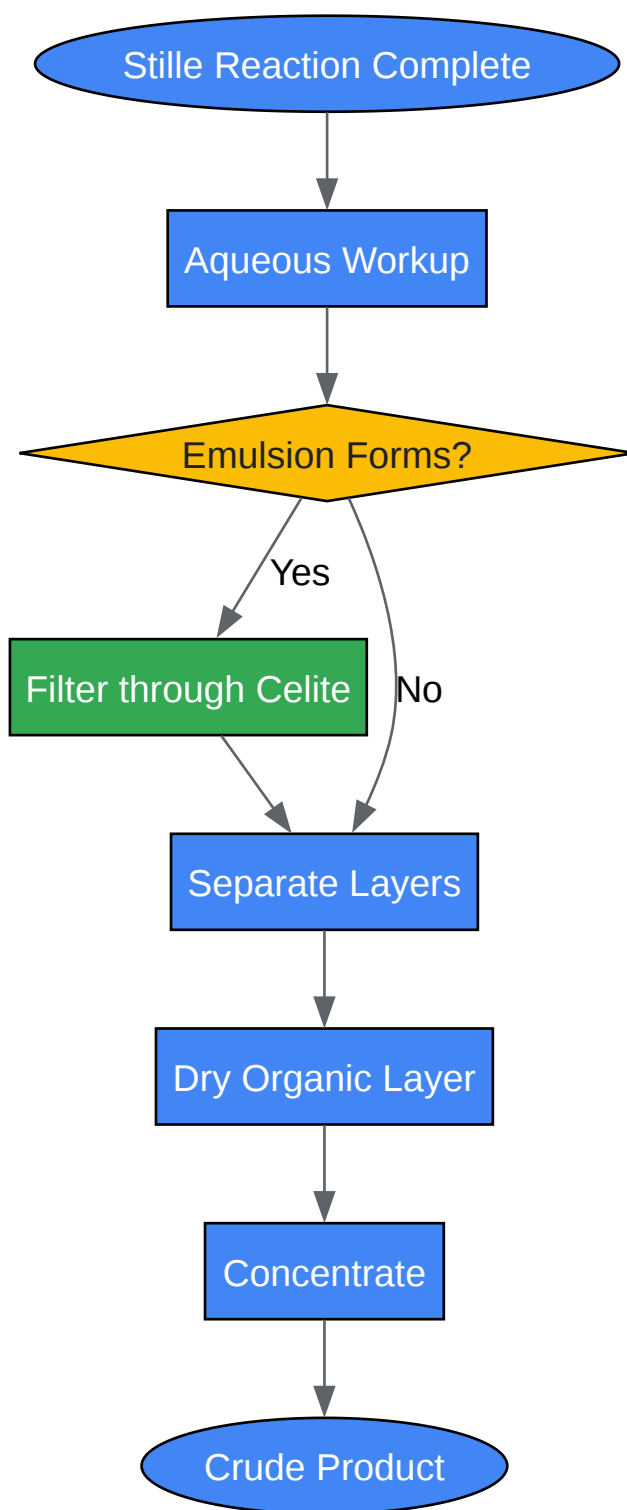 Stille Reaction Complete
Aqueous Workup
Emulsion Forms?
Yes
Filter through Celite
No
Separate Layers
Dry Organic Layer
Concentrate
Crude Product